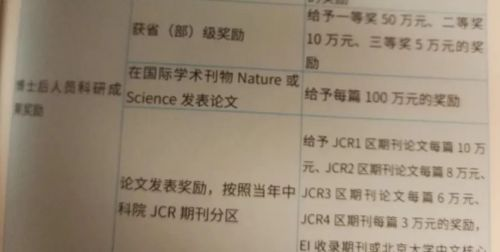 的奖励
获省（部）级奖励
给予一等奖 50 万元、二等奖
10 万元、三等奖 5 万元的奖
励
博士后人员科研成
果奖励
在国际学术刊物 Nature 或
Science 发表论文
给予每篇 100 万元的奖励
论文发表奖励，按照当年中
科院 JCR 期刊分区
给予 JCR1 区期刊论文每篇 10 万
元、JCR2 区期刊论文每篇 8 万元、
JCR3 区期刊论文每篇 6 万元、
JCR4 区期刊每篇 3 万元的奖励，
EI 收录期刊或北京大学中文核心